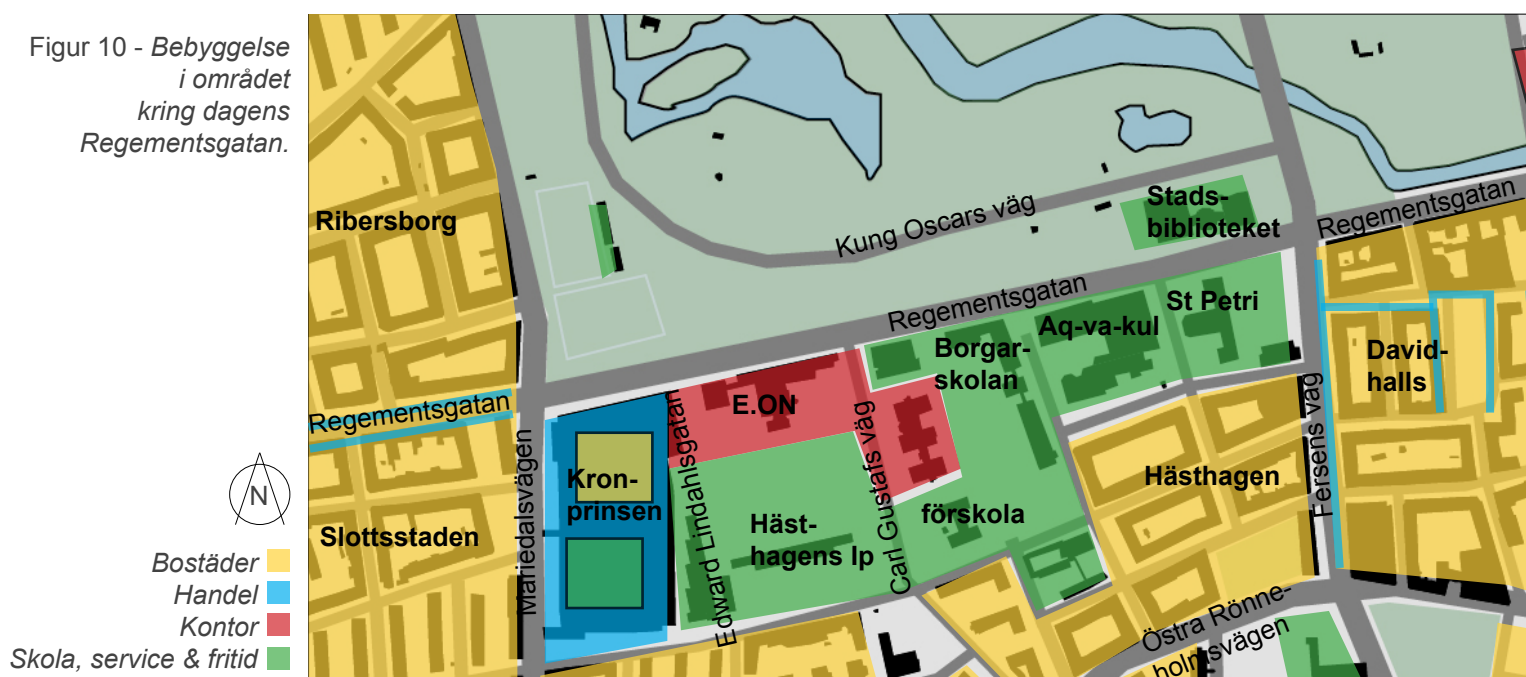 Figur 10 - Bebyggelse
i området
kring dagens
Regementsgatan.
Ribersborg
Kung Oscars väg
Stads-
biblioteket
Regementsgatan
Regementsgatan
St Petri
Aq-va-kul
Borgar-
skolan
David-
halls
E.ON
Regementsgatan
Mariedalsvägen
Kron-
prinsen
Edward Lindahlsgatan
Carl Gustafs väg
Fersens väg
Hästhagen
Häst-
hagens Ip
förskola
Slottsstaden
N
Östra Rönne-
holmsvägen
Bostäder
Handel
Kontor
Skola, service & fritid